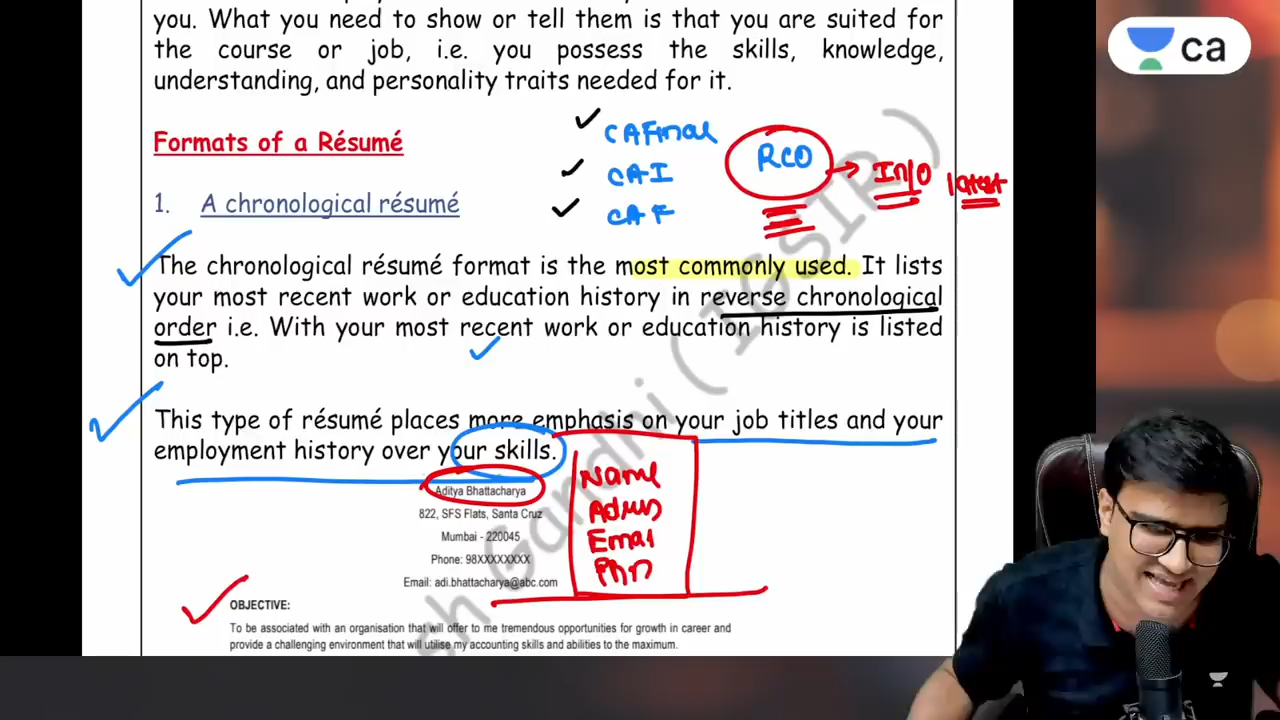 you. What you need to show or tell them is that you are suited for
the course or job, i.e. you possess the skills, knowledge,
understanding, and personality traits needed for it.
ca
Formats of a Résumé
CA Final
CA I
CA F
RCO
Info
latest
1. A chronological résumé
The chronological résumé format is the most commonly used. It lists
your most recent work or education history in reverse chronological
order i.e. With your most recent work or education history is listed
on top.
This type of résumé places more emphasis on your job titles and your
employment history over your skills.
Name
Email
Aditya Bhattacharya
822, SFS Flats, Santa Cruz
Mumbai - 220045
Phone: 98XXXXXXXX
Email: adi.bhattacharya@abc.com
OBJECTIVE:
To be associated with an organisation that will offer to me tremendous opportunities for growth in career and
provide a challenging environment that will utilise my accounting skills and abilities to the maximum.
sh Gandhi ( IGSIR )